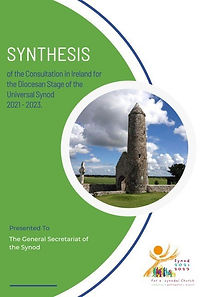 SYNTHESIS
of the Consultation in Ireland for
the Diocesan Stage of the
Universal Synod
2021 - 2023.
Presented To
The General Secretariat of
the Synod
Synod
2021
2023
For a synodal Church